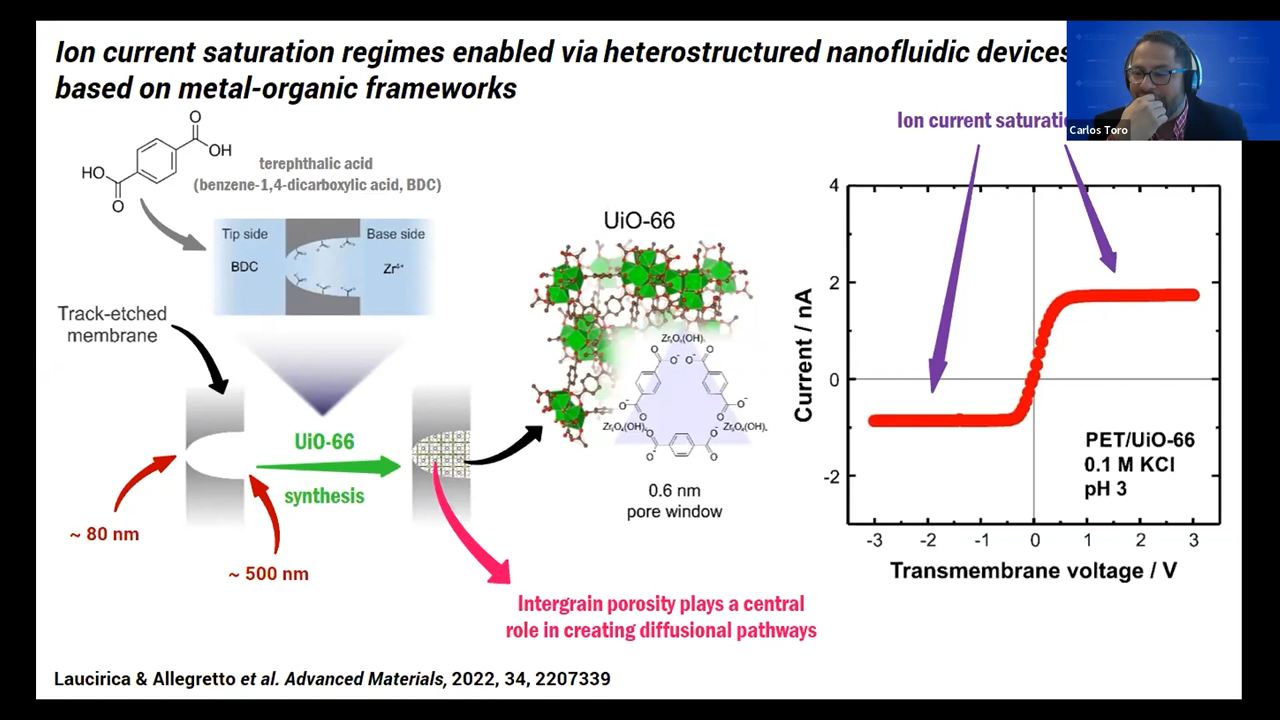 Ion current saturation regimes enabled via heterostructured nanofluidic devices
based on metal-organic frameworks
Carlos Toro
O
OH
HO
O
terephthalic acid
(benzene-1,4-dicarboxylic acid, BDC)
Tip side
Base side
BDC
Zr⁴⁺
Track-etched
membrane
~ 80 nm
~ 500 nm
UiO-66
synthesis
UiO-66
0.6 nm
pore window
Intergrain porosity plays a central
role in creating diffusional pathways
Ion current
4
2
0
-2
-3
-2
-1
0
1
2
3
Current / nA
Transmembrane voltage / V
PET/UiO-66
0.1 M KCl
pH 3
Laucirica & Allegretto et al. Advanced Materials, 2022, 34, 2207339